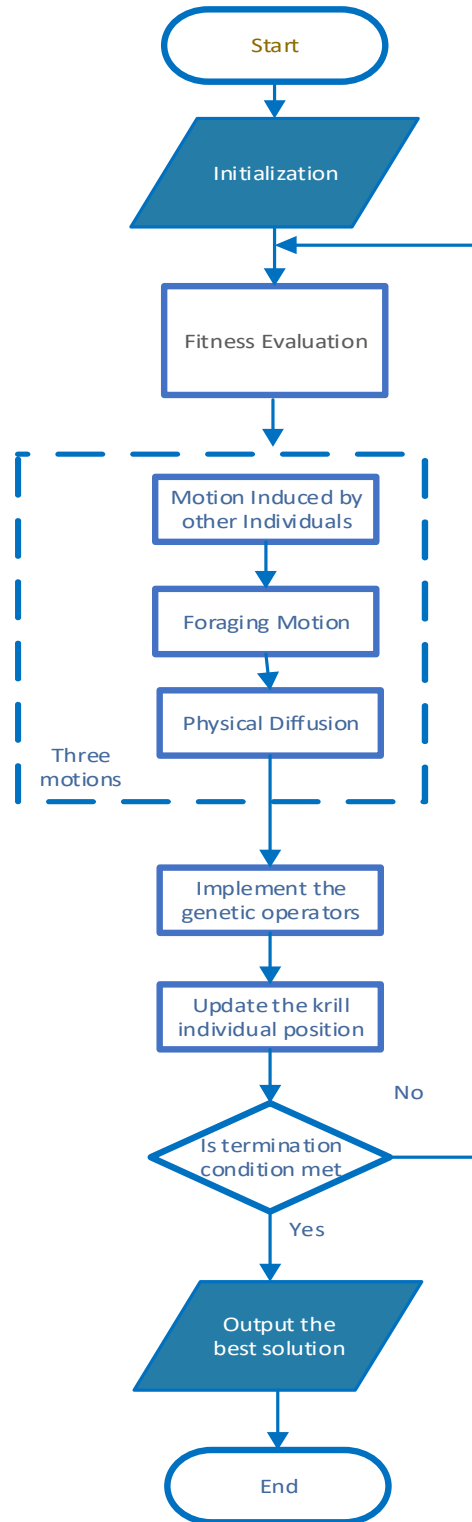 Start
Initialization
Fitness Evaluation
Motion Induced by
other Individuals
Foraging Motion
Physical Diffusion
Three
motions
Implement the
genetic operators
Update the krill
individual position
No
Is termination
condition met
Yes
Output the
best solution
End